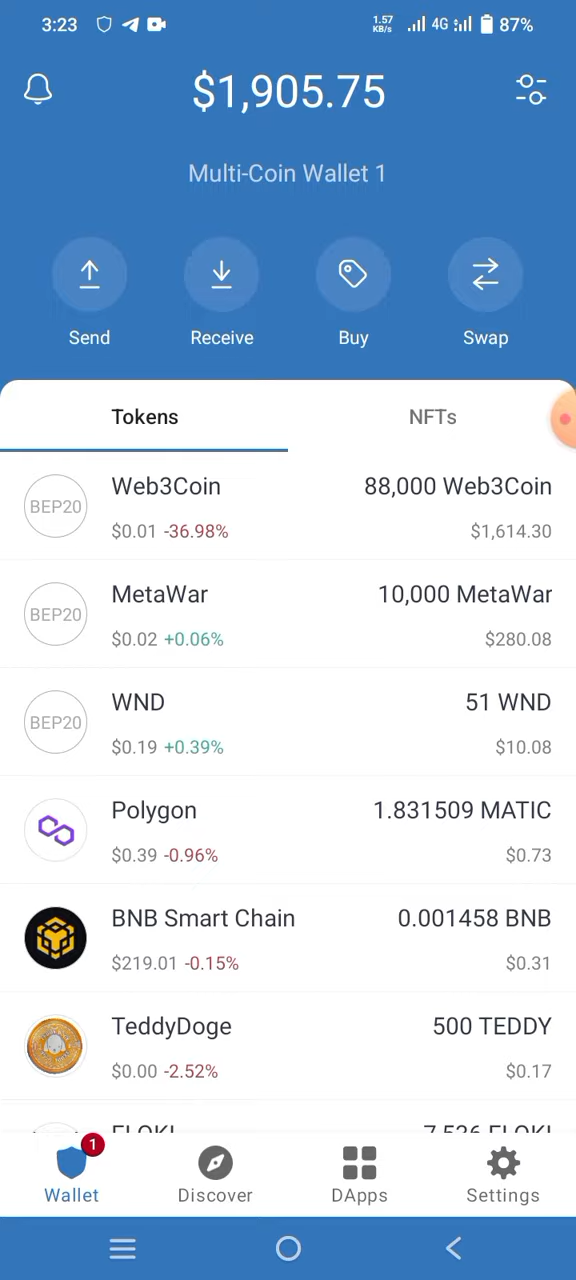 3:23
1.57 KB/s 4G 87%
$1,905.75
Multi-Coin Wallet 1
Send Receive Buy Swap
Tokens NFTs
BEP20 Web3Coin 88,000 Web3Coin
$0.01 -36.98% $1,614.30
BEP20 MetaWar 10,000 MetaWar
$0.02 +0.06% $280.08
BEP20 WND 51 WND
$0.19 +0.39% $10.08
Polygon 1.831509 MATIC
$0.39 -0.96% $0.73
BNB Smart Chain 0.001458 BNB
$219.01 -0.15% $0.31
TeddyDoge 500 TEDDY
$0.00 -2.52% $0.17
FLOKI 7,526 FLOKI
1
Wallet Discover DApps Settings